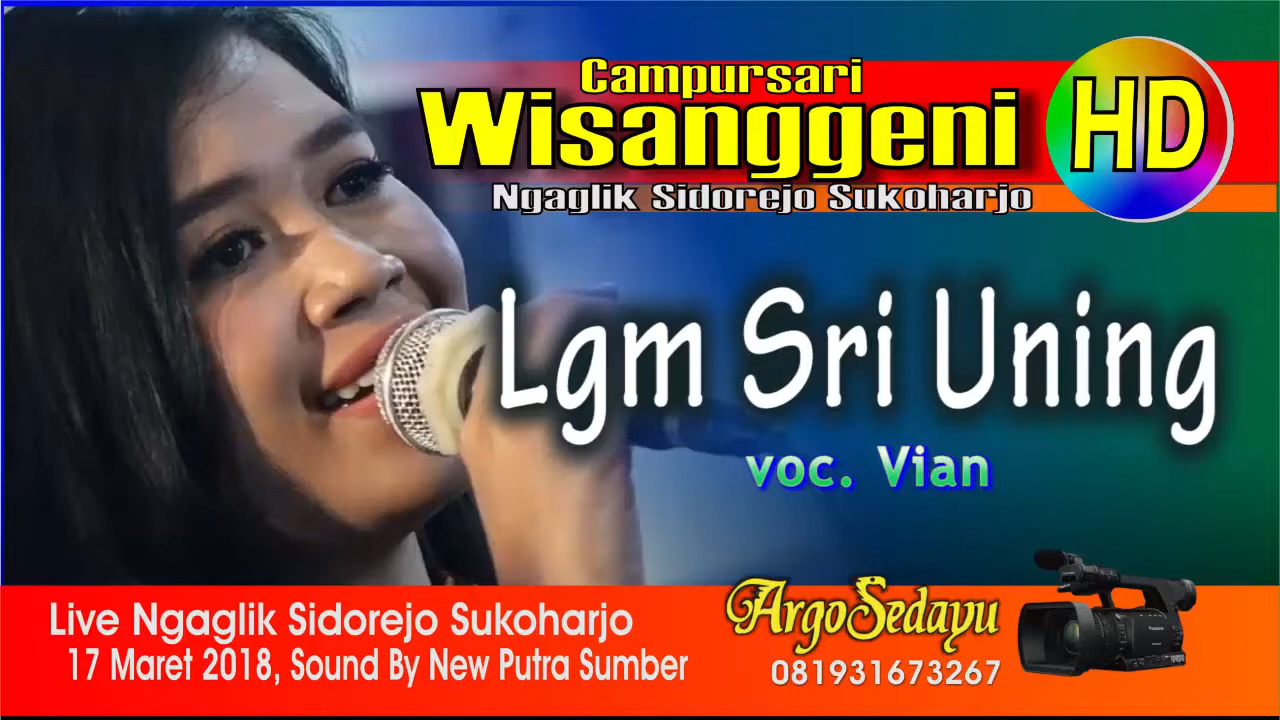 Campursari
Wisanggeni
HD
Ngaglik Sidorejo Sukoharjo
Lgm Sri Uning
voc. Vian
Live Ngaglik Sidorejo Sukoharjo
17 Maret 2018, Sound By New Putra Sumber
ArgoSedayu
081931673267
Panasonic